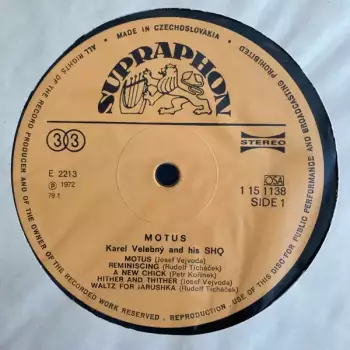 MADE IN CZECHOSLOVAKIA
ALL RIGHTS OF THE RECORD PRODUCER AND OF THE OWNER OF THE RECORDED WORK RESERVED . REPRODUCTION . USE OF THIS DISC FOR PUBLIC PERFORMANCE AND BROADCASTING PROHIBITED
SUPRAPHON
33
STEREO
E 2213
Ⓟ 1972
79 1
OSA
1 15 1138
SIDE 1
MOTUS
Karel Velebný and his SHQ
MOTUS (Josef Vejvoda)
REMINISCING (Rudolf Ticháček)
A NEW CHICK (Petr Kořínek)
HITHER AND THITHER (Josef Vejvoda)
WALTZ FOR JARUSHKA (Rudolf Ticháček)